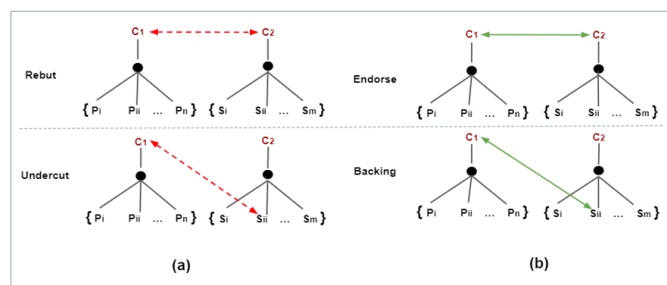 C1 C2
Rebut
{ Pi Pii ... Pn } { Si Sii ... Sm }
C1 C2
Endorse
{ Pi Pii ... Pn } { Si Sii ... Sm }
C1 C2
Undercut
{ Pi Pii ... Pn } { Si Sii ... Sm }
C1 C2
Backing
{ Pi Pii ... Pn } { Si Sii ... Sm }
(a) (b)